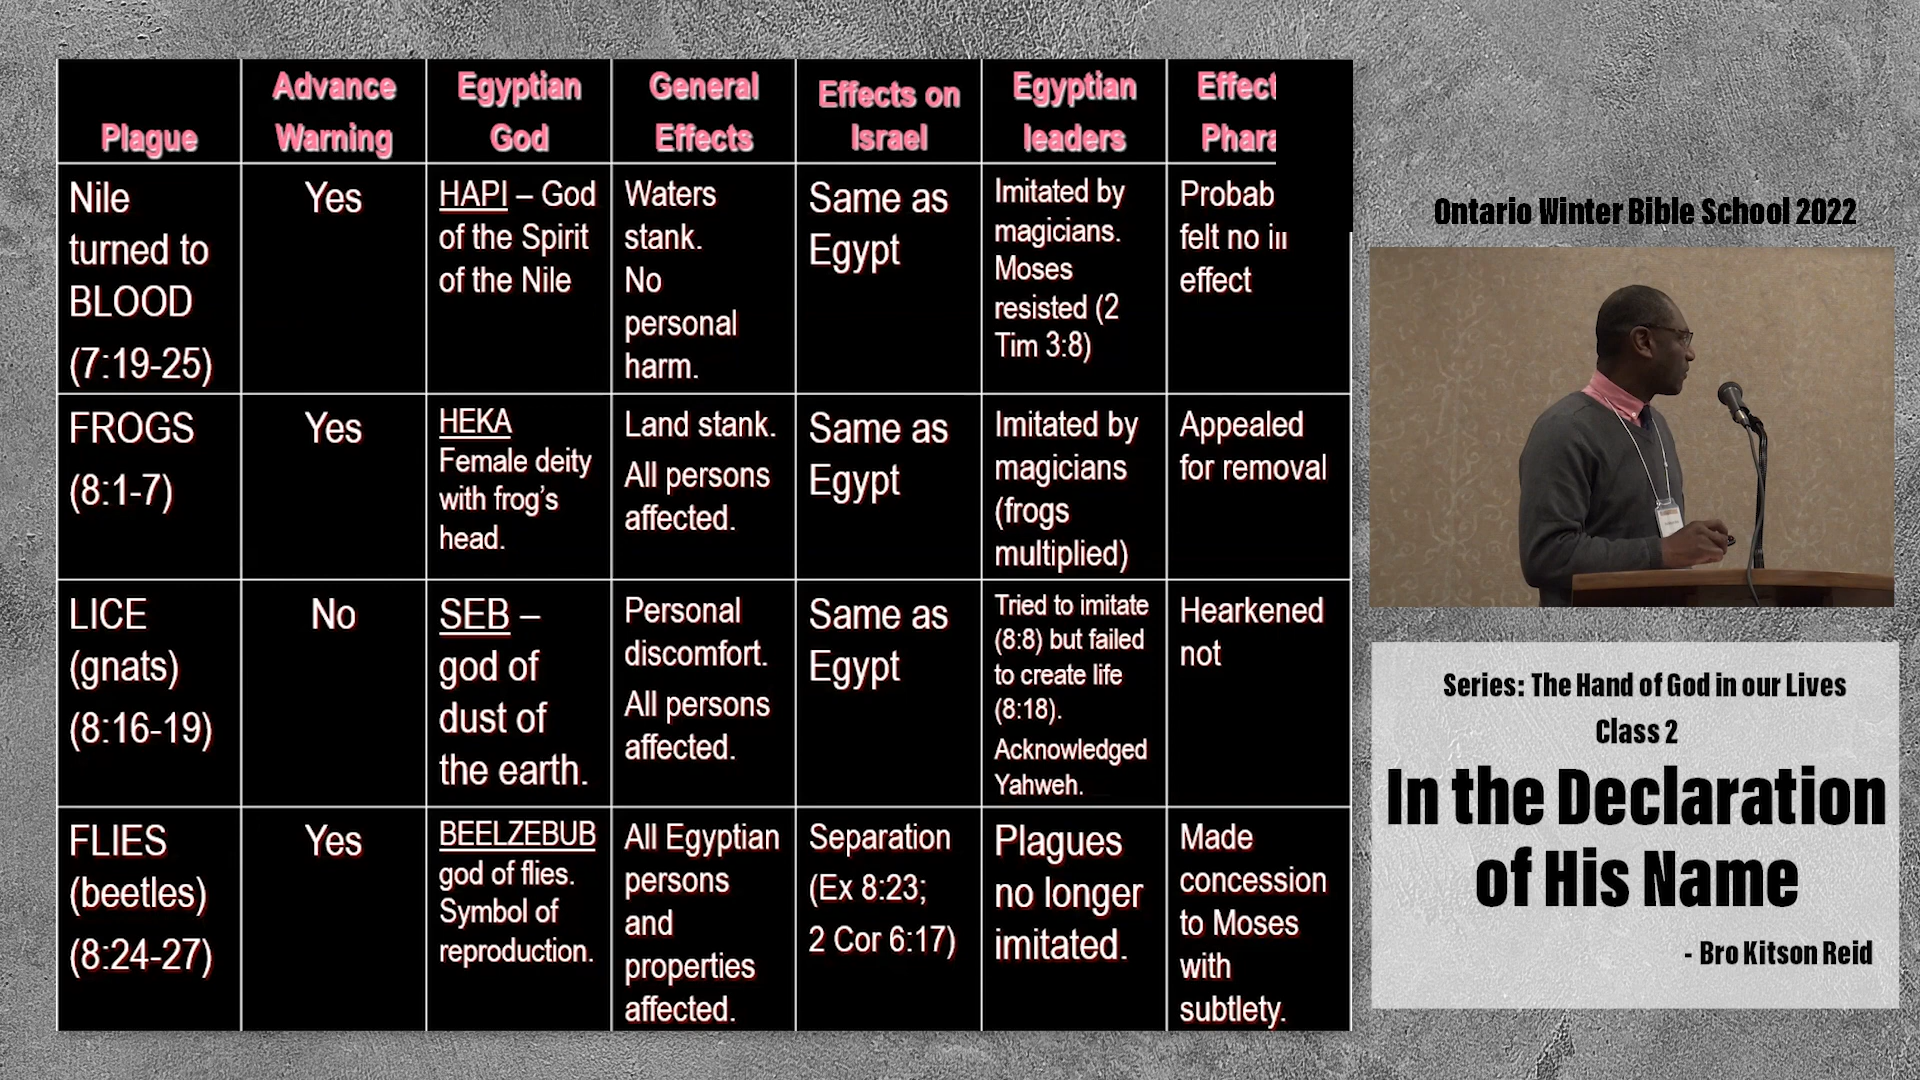 Plague
Advance
Warning
Egyptian
God
General
Effects
Effects on
Israel
Egyptian
leaders
Effect
Phara
Nile
turned to
BLOOD
(7:19-25)
Yes
HAPI – God
of the Spirit
of the Nile
Waters
stank.
No
personal
harm.
Same as
Egypt
Imitated by
magicians.
Moses
resisted (2
Tim 3:8)
Probab
felt no
effect
FROGS
(8:1-7)
Yes
HEKA
Female deity
with frog's
head.
Land stank.
All persons
affected.
Same as
Egypt
Imitated by
magicians
(frogs
multiplied)
Appealed
for removal
LICE
(gnats)
(8:16-19)
No
SEB –
god of
dust of
the earth.
Personal
discomfort.
All persons
affected.
Same as
Egypt
Tried to imitate
(8:8) but failed
to create life
(8:18).
Acknowledged
Yahweh.
Hearkened
not
FLIES
(beetles)
(8:24-27)
Yes
BEELZEBUB
god of flies.
Symbol of
reproduction.
All Egyptian
persons
and
properties
affected.
Separation
(Ex 8:23;
2 Cor 6:17)
Plagues
no longer
imitated.
Made
concession
to Moses
with
subtlety.
Ontario Winter Bible School 2022
Series: The Hand of God in our Lives
Class 2
In the Declaration
of His Name
- Bro Kitson Reid